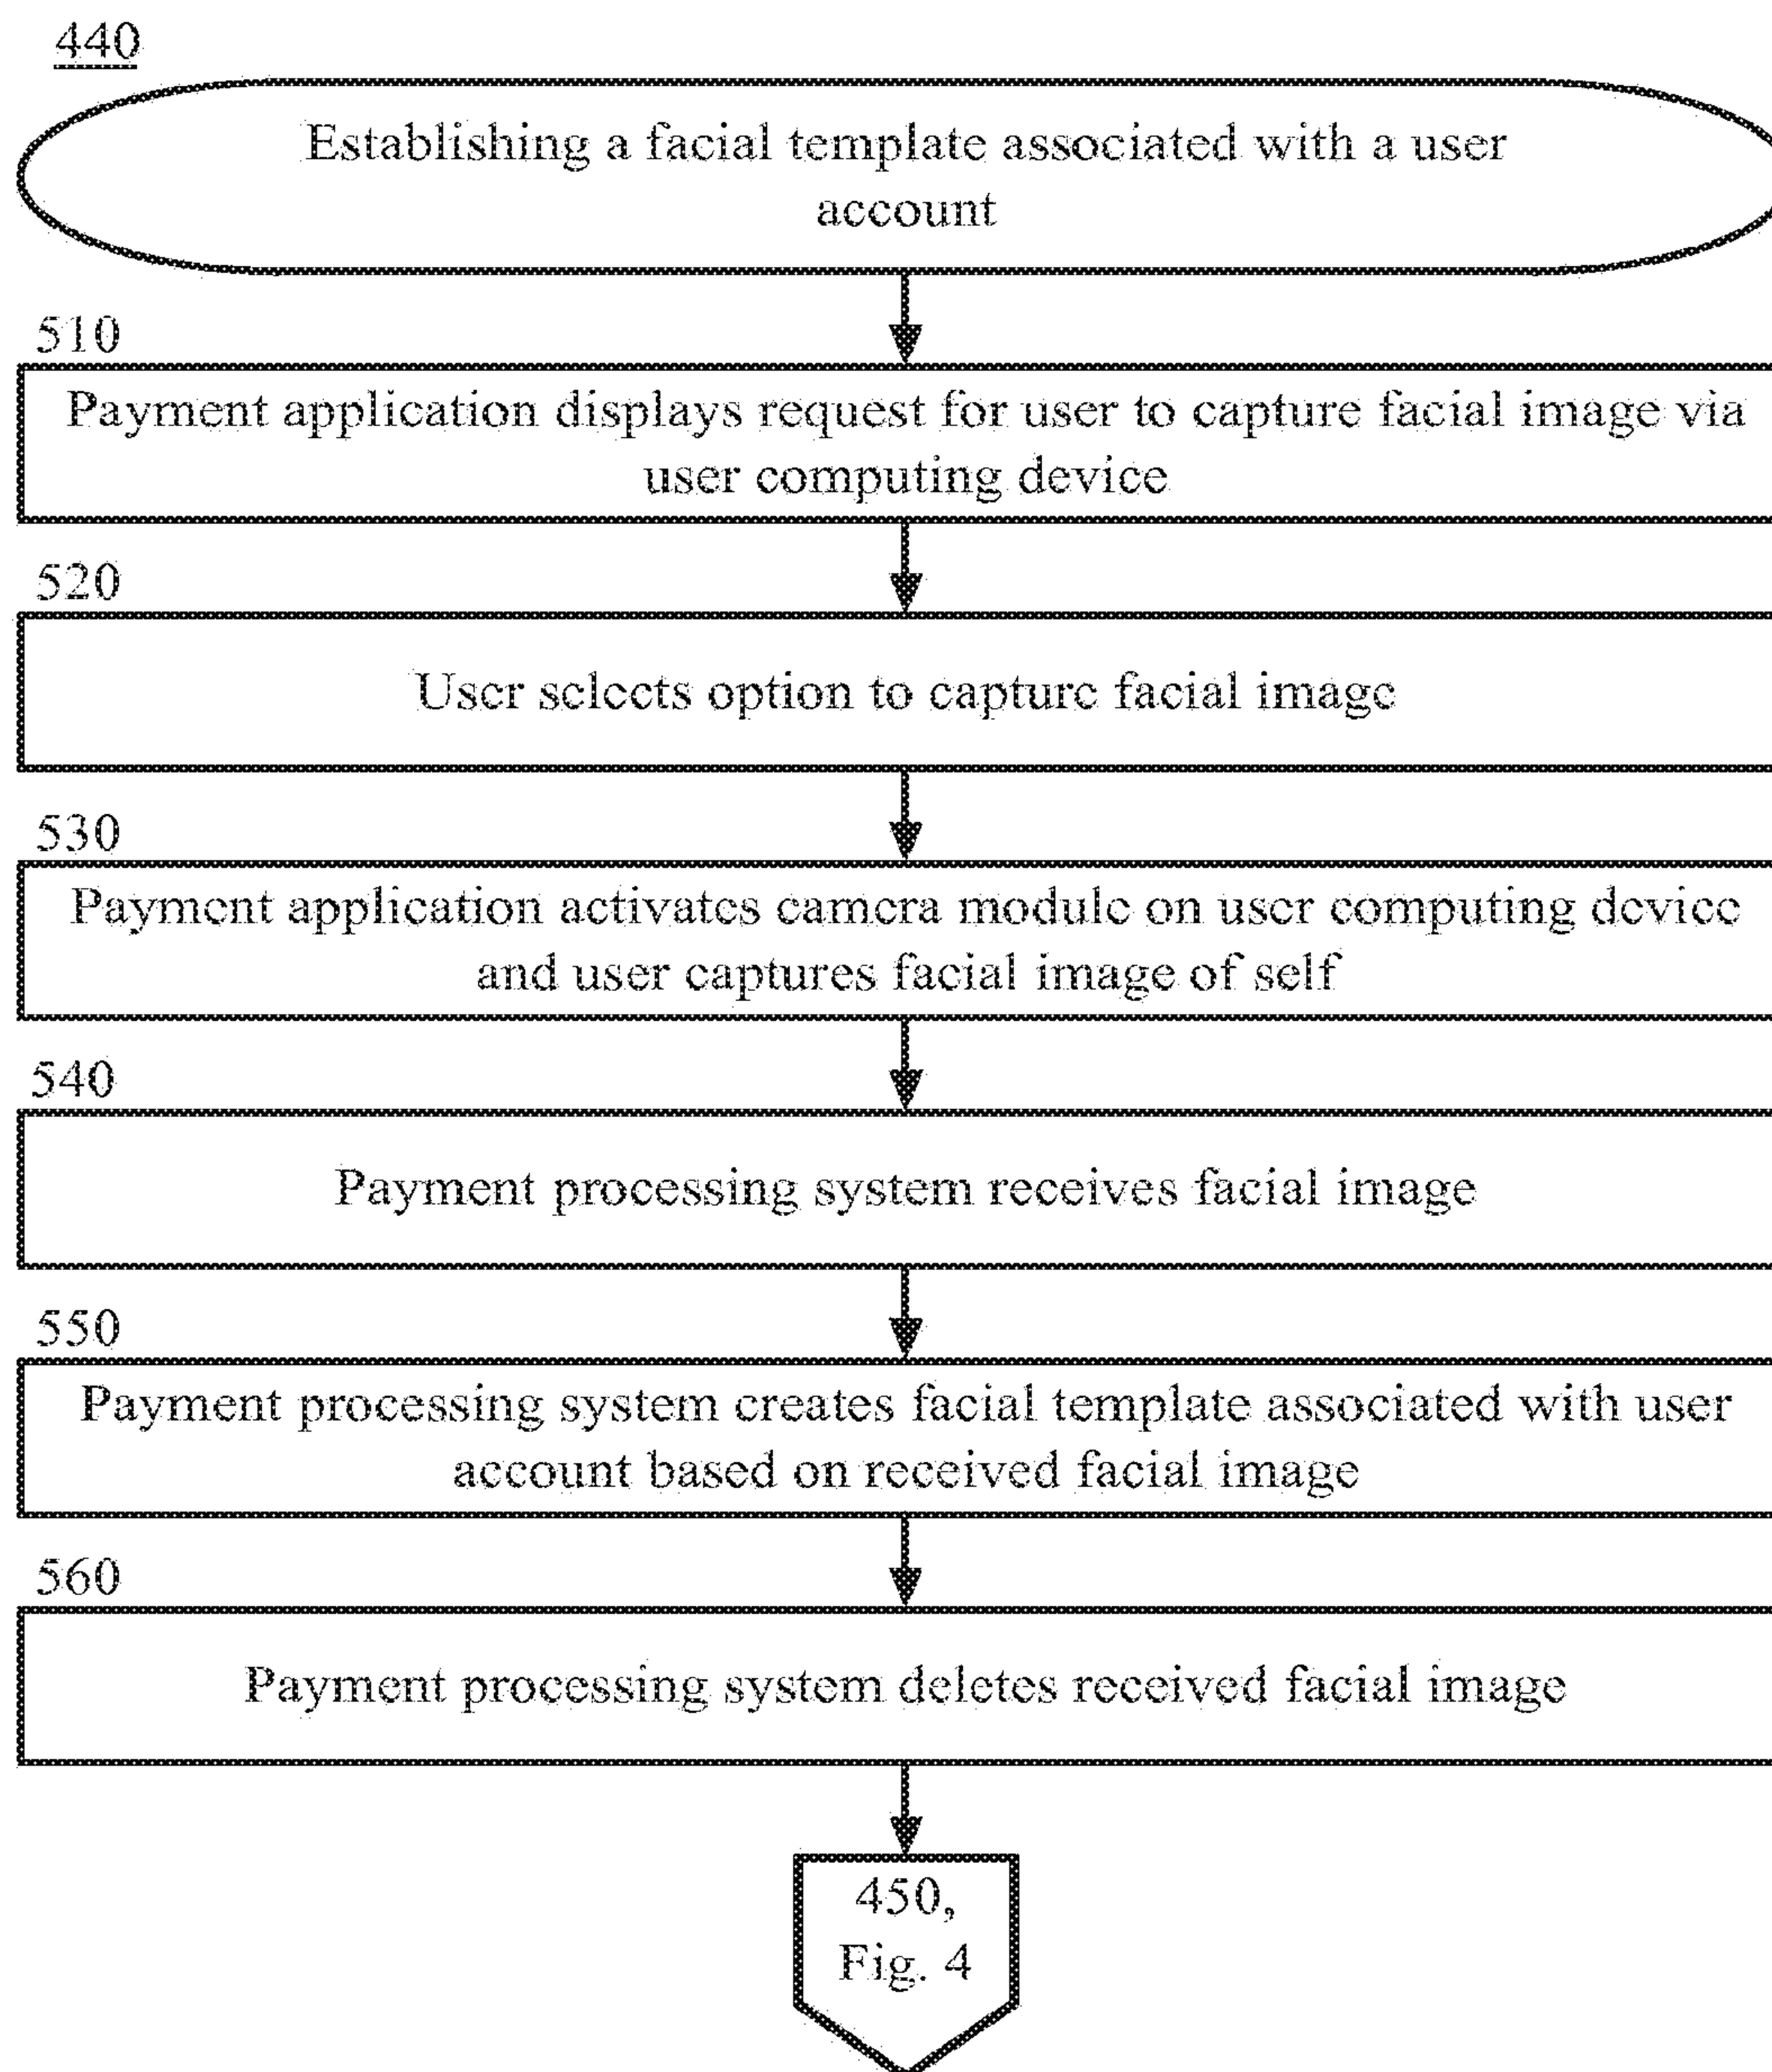 440
Establishing a facial template associated with a user
account
510
Payment application displays request for user to capture facial image via
user computing device
520
User selects option to capture facial image
530
Payment application activates camera module on user computing device
and user captures facial image of self
540
Payment processing system receives facial image
550
Payment processing system creates facial template associated with user
account based on received facial image
560
Payment processing system deletes received facial image
450,
Fig. 4